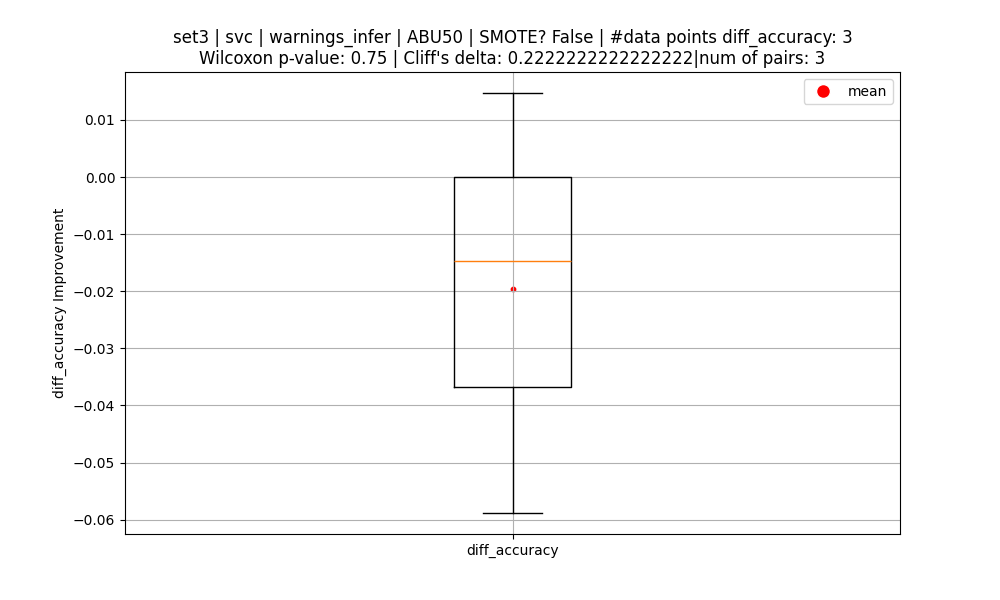 set3 | svc | warnings_infer | ABU50 | SMOTE? False | #data points diff_accuracy: 3
Wilcoxon p-value: 0.75 | Cliff's delta: 0.2222222222222222|num of pairs: 3
mean
0.01
0.00
−0.01
−0.02
−0.03
−0.04
−0.05
−0.06
diff_accuracy Improvement
diff_accuracy